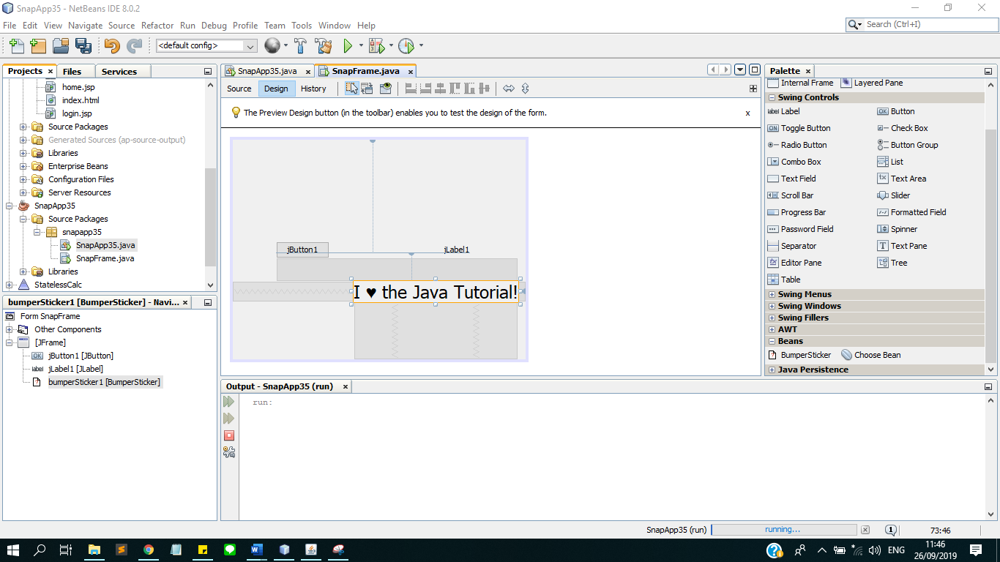 SnapApp35 - NetBeans IDE 8.0.2
File Edit View Navigate Source Refactor Run Debug Profile Team Tools Window Help
Search (Ctrl+I)
<default config>
Projects x Files Services
home.jsp
index.html
login.jsp
Source Packages
Generated Sources (ap-source-output)
Libraries
Enterprise Beans
Configuration Files
Server Resources
SnapApp35
Source Packages
snapapp35
SnapApp35.java
SnapFrame.java
Libraries
StatelessCalc
bumperSticker1 [BumperSticker] - Navi... x
Form SnapFrame
Other Components
[JFrame]
OK jButton1 [JButton]
label jLabel1 [JLabel]
bumperSticker1 [BumperSticker]
SnapApp35.java x SnapFrame.java x
Source Design History
The Preview Design button (in the toolbar) enables you to test the design of the form. x
jButton1 jLabel1
I ♥ the Java Tutorial!
Palette x
Internal Frame Layered Pane
Swing Controls
label Label OK Button
ON Toggle Button Check Box
Radio Button Button Group
Combo Box List
Text Field Text Area
Scroll Bar Slider
Progress Bar Formatted Field
Password Field Spinner
Separator T Text Pane
Editor Pane Tree
Table
Swing Menus
Swing Windows
Swing Fillers
AWT
Beans
BumperSticker Choose Bean
Java Persistence
Output - SnapApp35 (run) x
run:
SnapApp35 (run) running... 1 73:46
ENG
11:46
26/09/2019